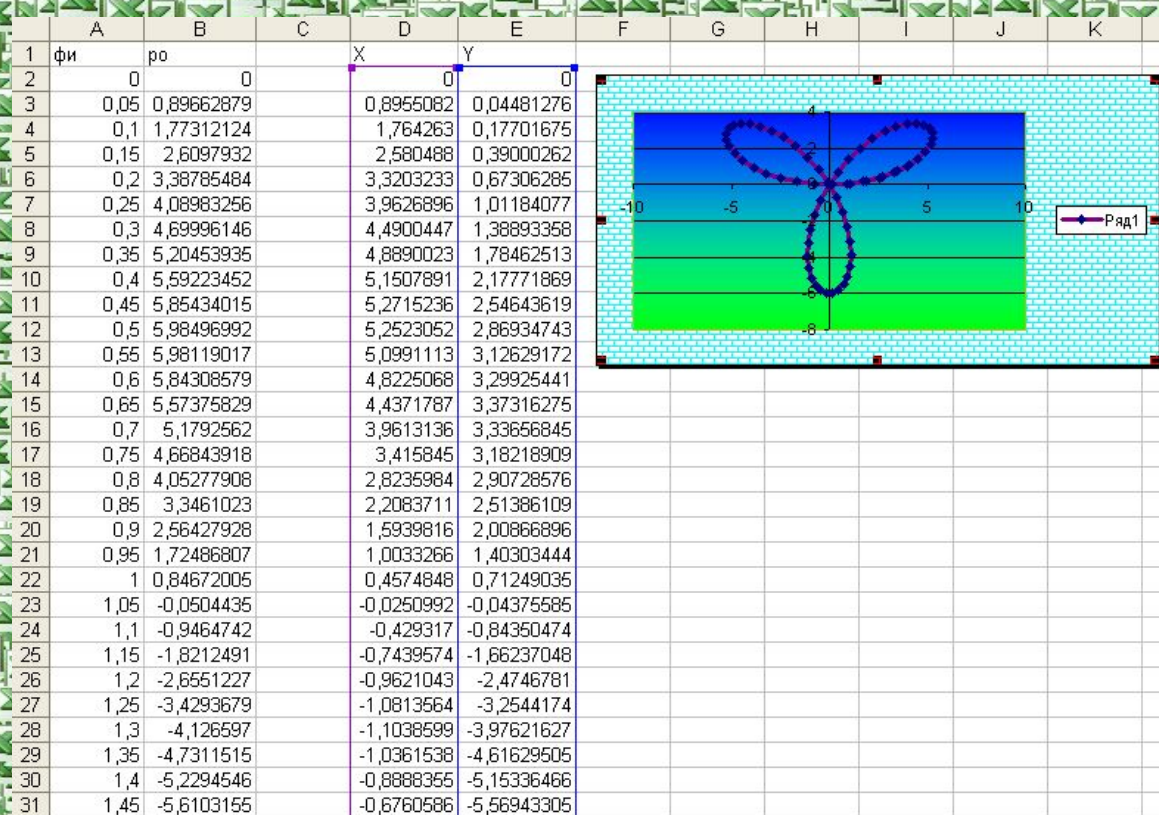 A B C D E F G H I J K
1 фи ро X Y
2 0 0 0 0
3 0,05 0,89662879 0,8955082 0,04481276
4 0,1 1,77312124 1,764263 0,17701675
5 0,15 2,6097932 2,580488 0,39000262
6 0,2 3,38785484 3,3203233 0,67306285
7 0,25 4,08983256 3,9626896 1,01184077
8 0,3 4,69996146 4,4900447 1,38893358
9 0,35 5,20453935 4,8890023 1,78462513
10 0,4 5,59223452 5,1507891 2,17771869
11 0,45 5,85434015 5,2715236 2,54643619
12 0,5 5,98496992 5,2523052 2,86934743
13 0,55 5,98119017 5,0991113 3,12629172
14 0,6 5,84308579 4,8225068 3,29925441
15 0,65 5,57375829 4,4371787 3,37316275
16 0,7 5,1792562 3,9613136 3,33656845
17 0,75 4,66843918 3,415845 3,18218909
18 0,8 4,05277908 2,8235984 2,90728576
19 0,85 3,3461023 2,2083711 2,51386109
20 0,9 2,56427928 1,5939816 2,00866896
21 0,95 1,72486807 1,0033266 1,40303444
22 1 0,84672005 0,4574848 0,71249035
23 1,05 -0,0504435 -0,0250992 -0,04375585
24 1,1 -0,9464742 -0,429317 -0,84350474
25 1,15 -1,8212491 -0,7439574 -1,66237048
26 1,2 -2,6551227 -0,9621043 -2,4746781
27 1,25 -3,4293679 -1,0813564 -3,2544174
28 1,3 -4,126597 -1,1038599 -3,97621627
29 1,35 -4,7311515 -1,0361538 -4,61629505
30 1,4 -5,2294546 -0,8888355 -5,15336466
31 1,45 -5,6103155 -0,6760586 -5,56943305
4
2
0
-10 -5 0 5 10
-6
-8
Ряд1